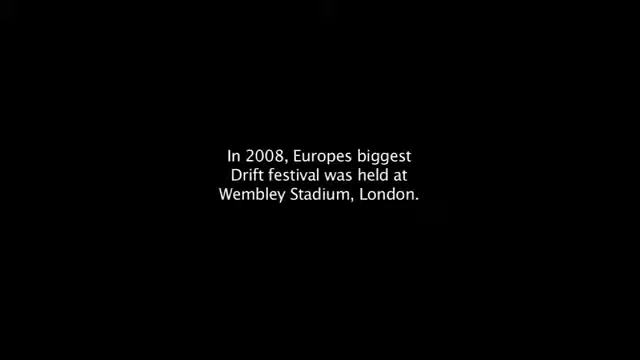 In 2008, Europes biggest
Drift festival was held at
Wembley Stadium, London.